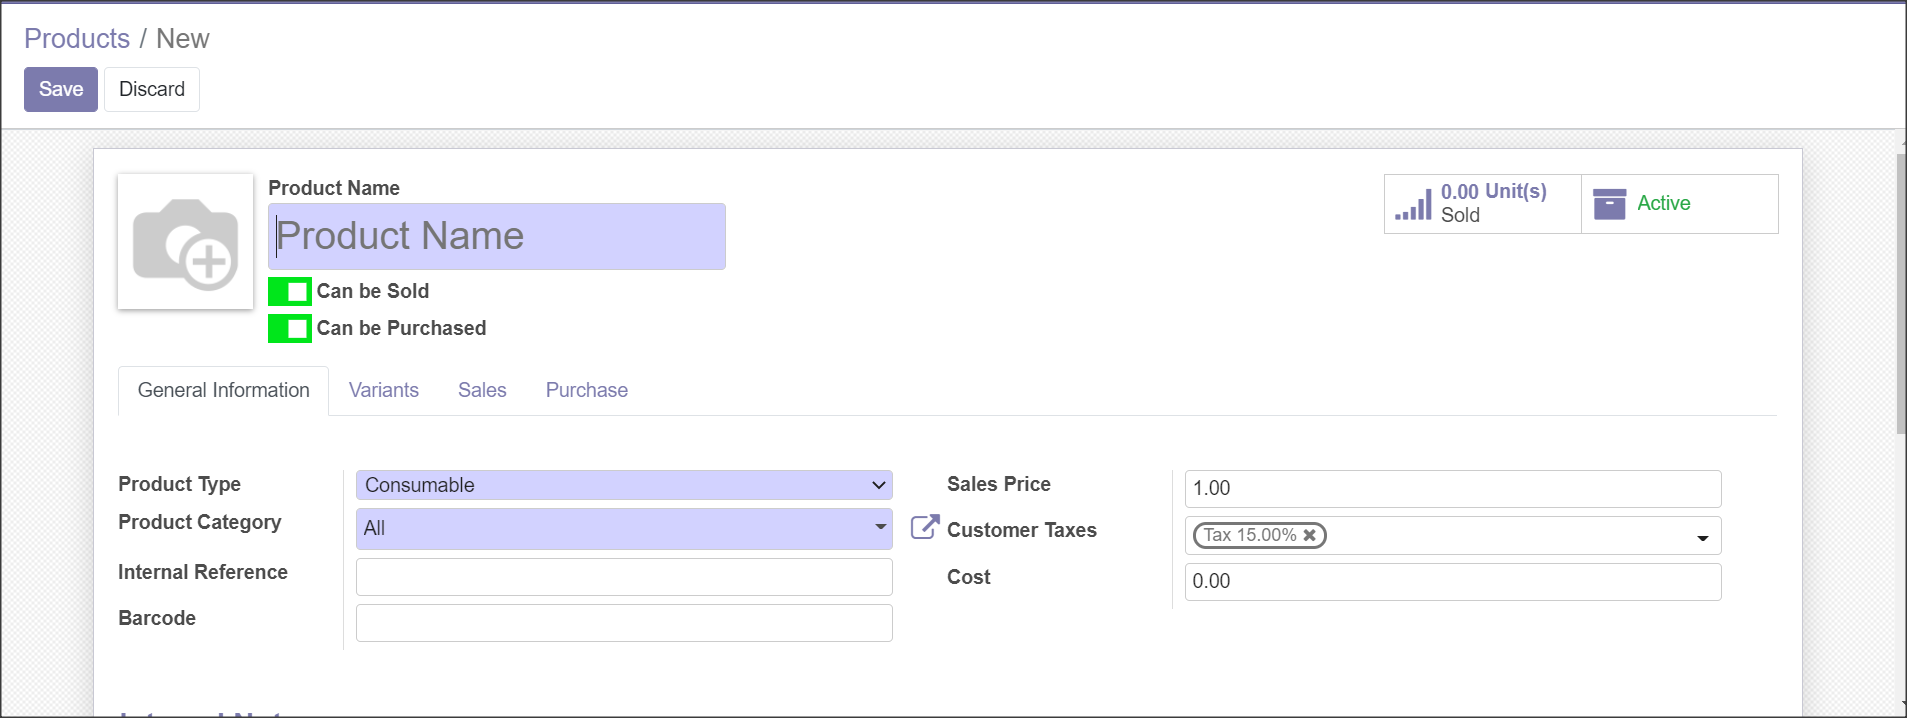 Products / New
Save Discard
Product Name
Product Name
Can be Sold
Can be Purchased
0.00 Unit(s)
Sold
Active
General Information Variants Sales Purchase
Product Type Consumable
Product Category All
Internal Reference
Barcode
Sales Price 1.00
Customer Taxes Tax 15.00% ✖
Cost 0.00